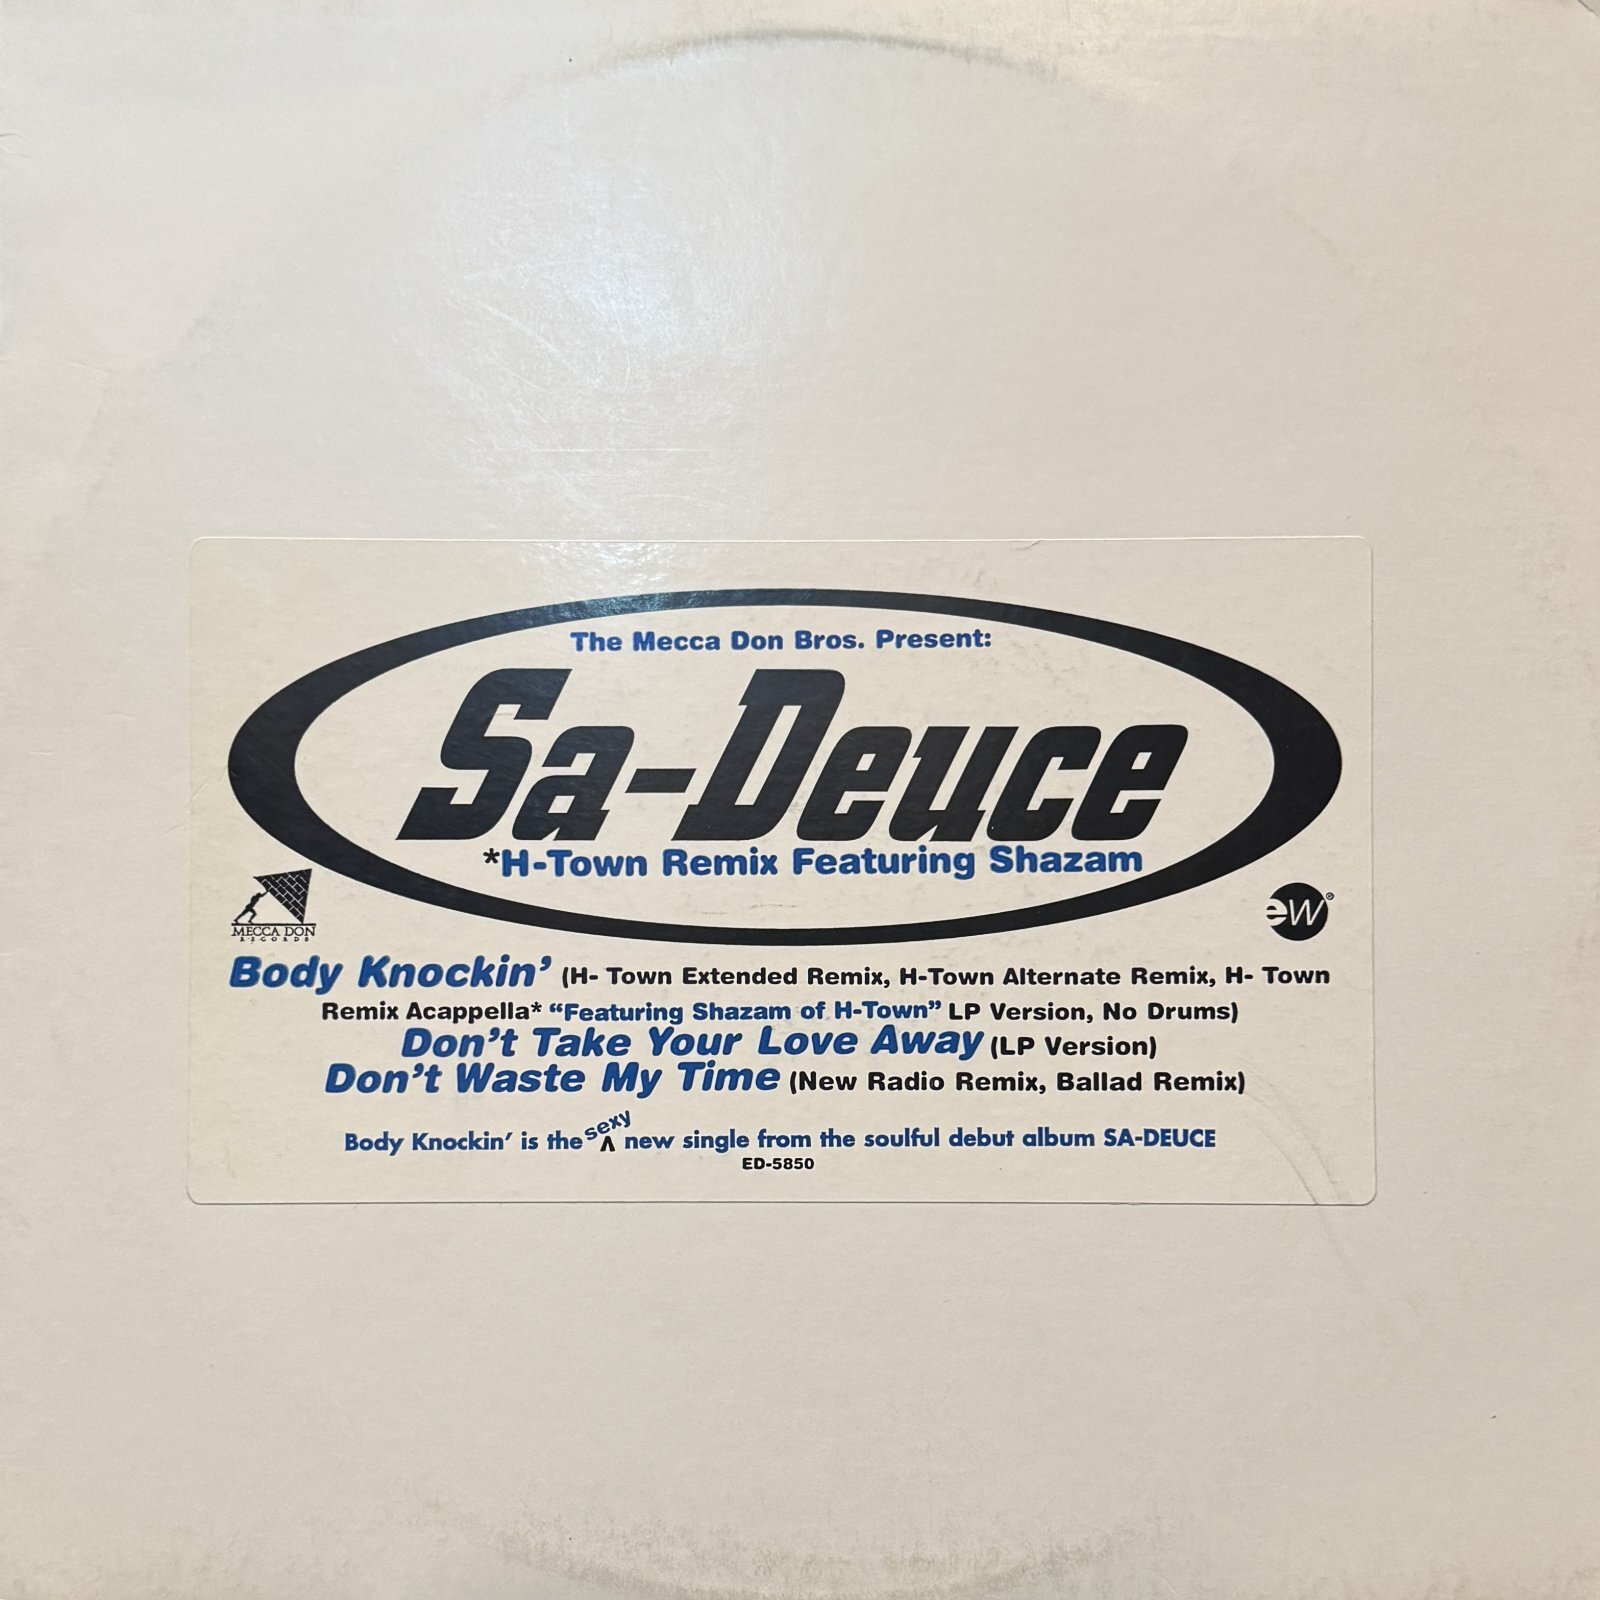 The Mecca Don Bros. Present:
Sa-Deuce
*H-Town Remix Featuring Shazam
MECCA DON
RECORDS
ew®
Body Knockin’ (H- Town Extended Remix, H-Town Alternate Remix, H- Town
Remix Acappella* “Featuring Shazam of H-Town” LP Version, No Drums)
Don’t Take Your Love Away (LP Version)
Don’t Waste My Time (New Radio Remix, Ballad Remix)
sexy
Body Knockin’ is the ʌ new single from the soulful debut album SA-DEUCE
ED-5850